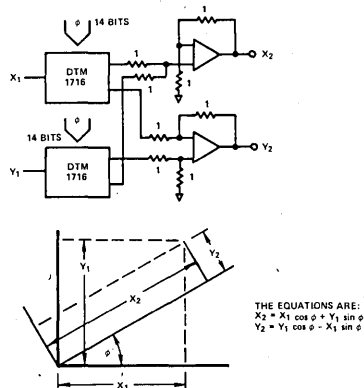 φ
14 BITS
X₁
DTM
1716
1
1
1
1
X₂
φ
14 BITS
Y₁
DTM
1716
1
1
1
1
Y₂
Y₁
X₂
Y₂
φ
X₁
THE EQUATIONS ARE:
X₂ = X₁ cos φ + Y₁ sin φ
Y₂ = Y₁ cos φ - X₁ sin φ